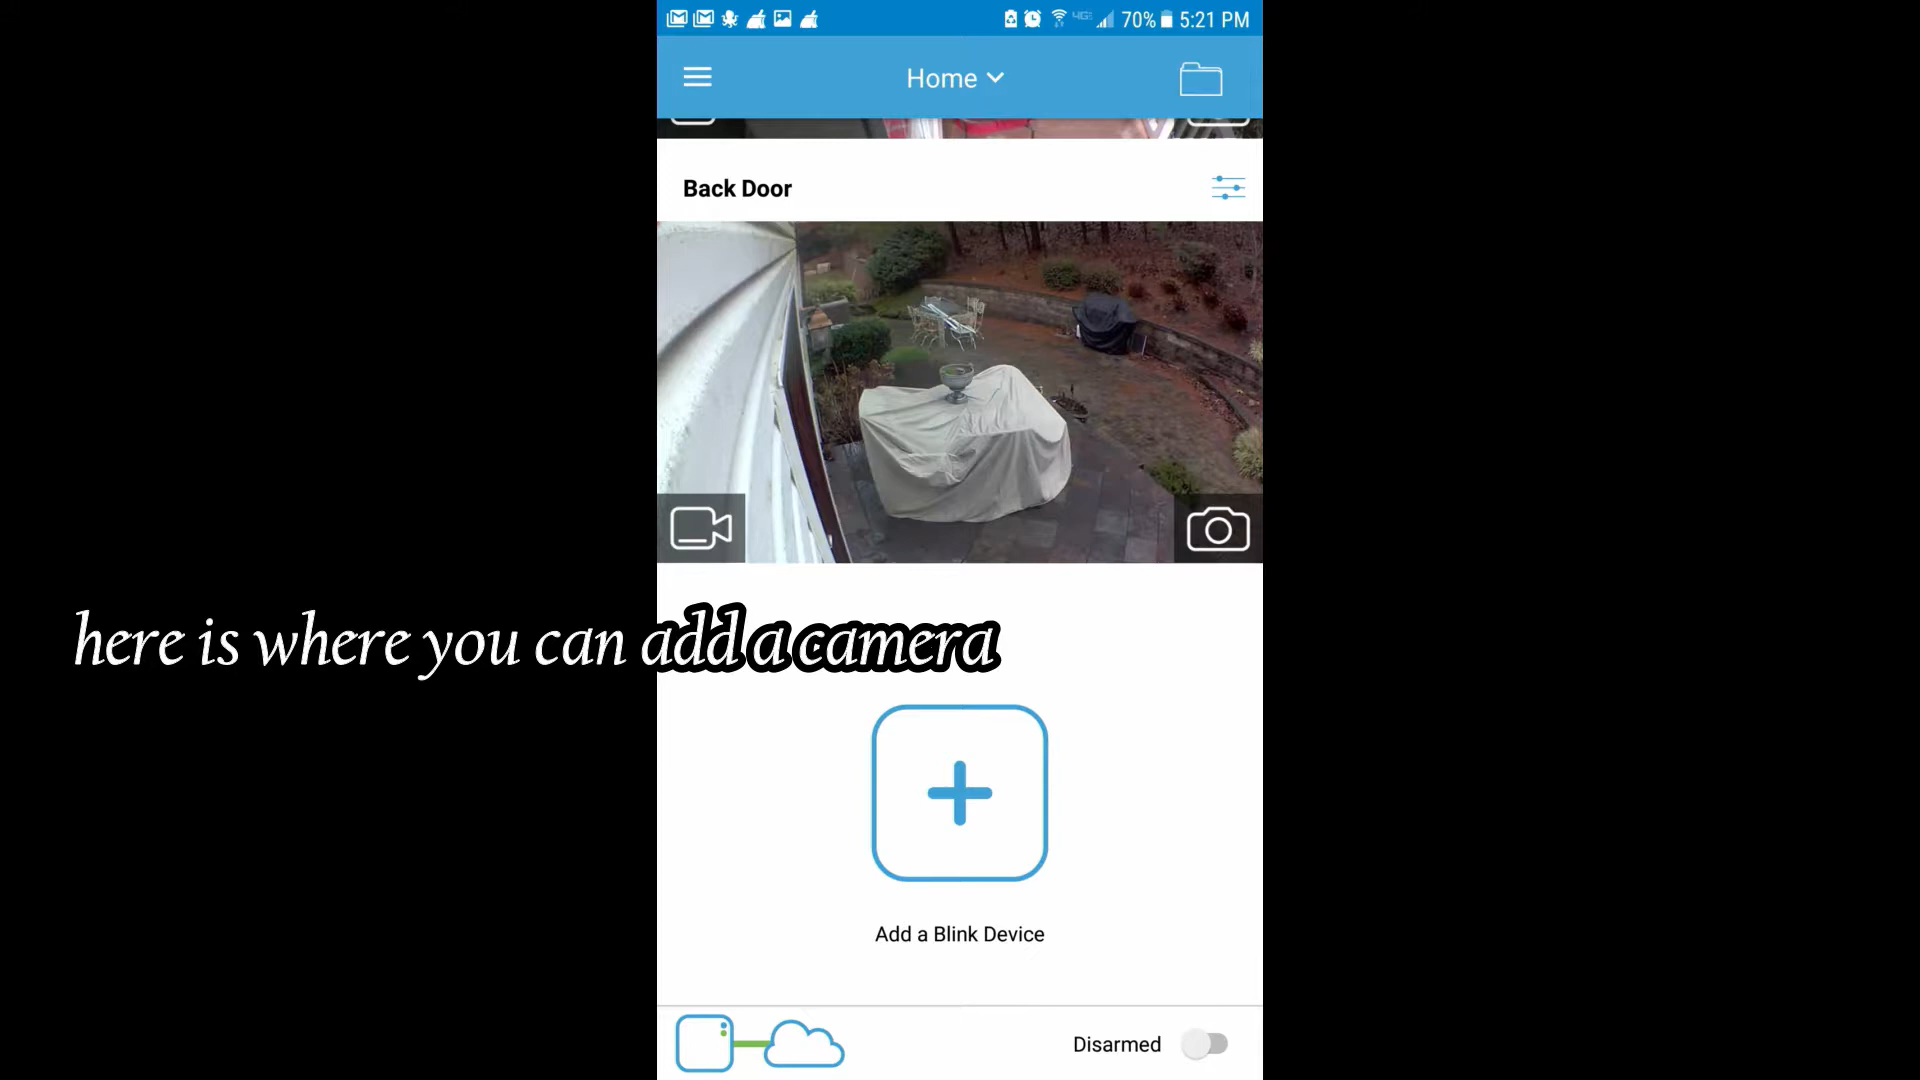 70% 5:21 PM
Home
Back Door
here is where you can add a camera
Add a Blink Device
Disarmed